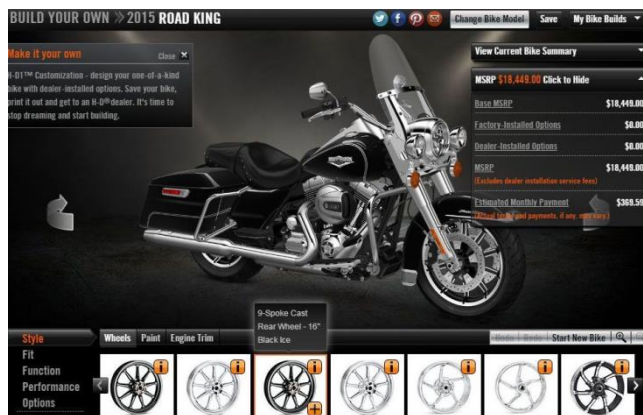 BUILD YOUR OWN » 2015 ROAD KING
Change Bike Model
Save
My Bike Builds
Make it your own
Close X
H-D1™ Customization - design your one-of-a-kind
bike with dealer-installed options. Save your bike,
print it out and get to an H-D® dealer. It's time to
stop dreaming and start building.
View Current Bike Summary
MSRP $18,449.00 Click to Hide
Base MSRP $18,449.00
Factory-Installed Options $0.00
Dealer-Installed Options $0.00
MSRP $18,449.00
(Excludes dealer installation service fees)
Estimated Monthly Payment $369.59
9-Spoke Cast
Rear Wheel - 16"
Black Ice
Style
Wheels
Paint
Engine Trim
Start New Bike
Fit
Function
Performance
Options